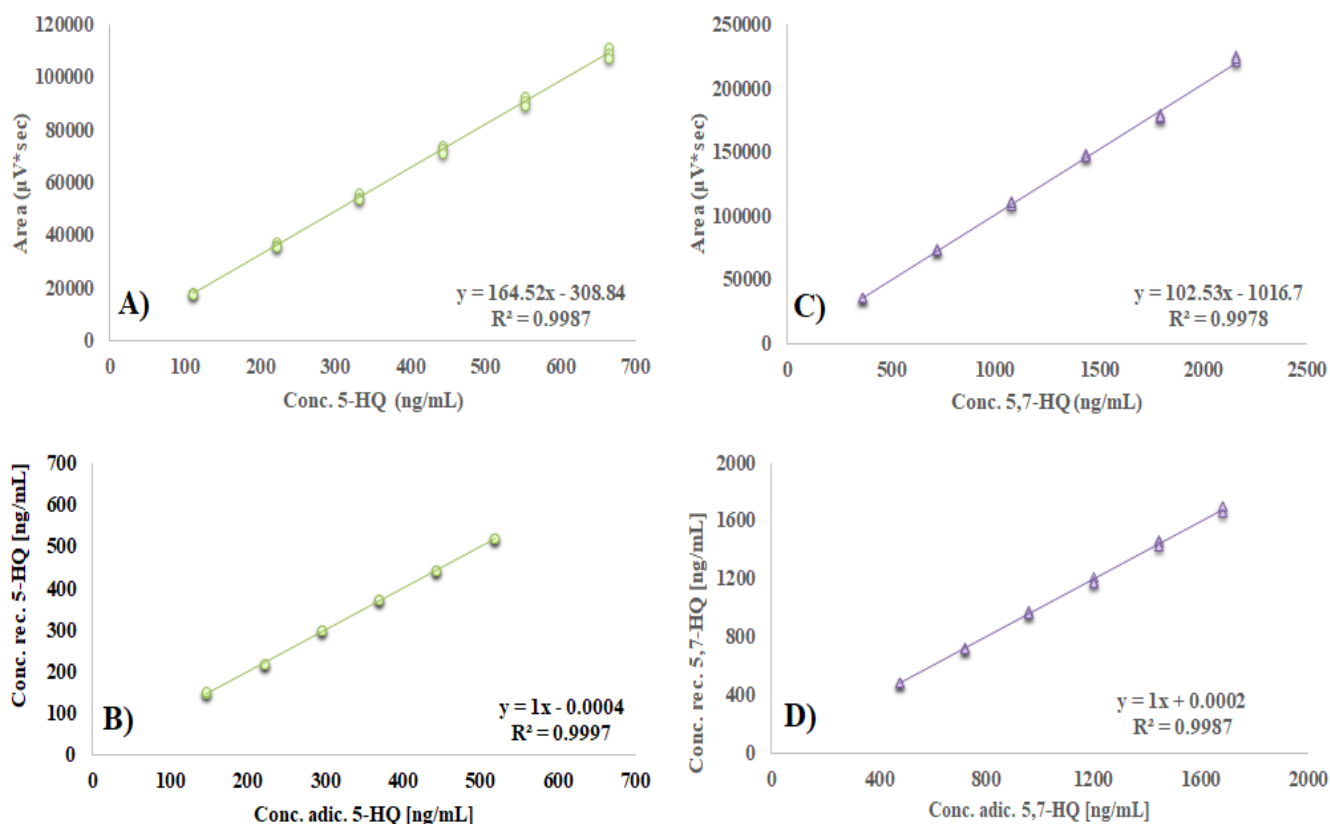 120000
100000
80000
60000
40000
20000
0
Area (µV*sec)
A)
y = 164.52x - 308.84
R² = 0.9987
0 100 200 300 400 500 600 700
Conc. 5-HQ (ng/mL)
250000
200000
150000
100000
50000
0
Area (µV*sec)
C)
y = 102.53x - 1016.7
R² = 0.9978
0 500 1000 1500 2000 2500
Conc. 5,7-HQ (ng/mL)
700
600
500
400
300
200
100
0
Conc. rec. 5-HQ [ng/mL]
B)
y = 1x - 0.0004
R² = 0.9997
0 100 200 300 400 500 600 700
Conc. adic. 5-HQ [ng/mL]
2000
1600
1200
800
400
0
Conc. rec. 5,7-HQ [ng/mL]
D)
y = 1x + 0.0002
R² = 0.9987
0 400 800 1200 1600 2000
Conc. adic. 5,7-HQ [ng/mL]